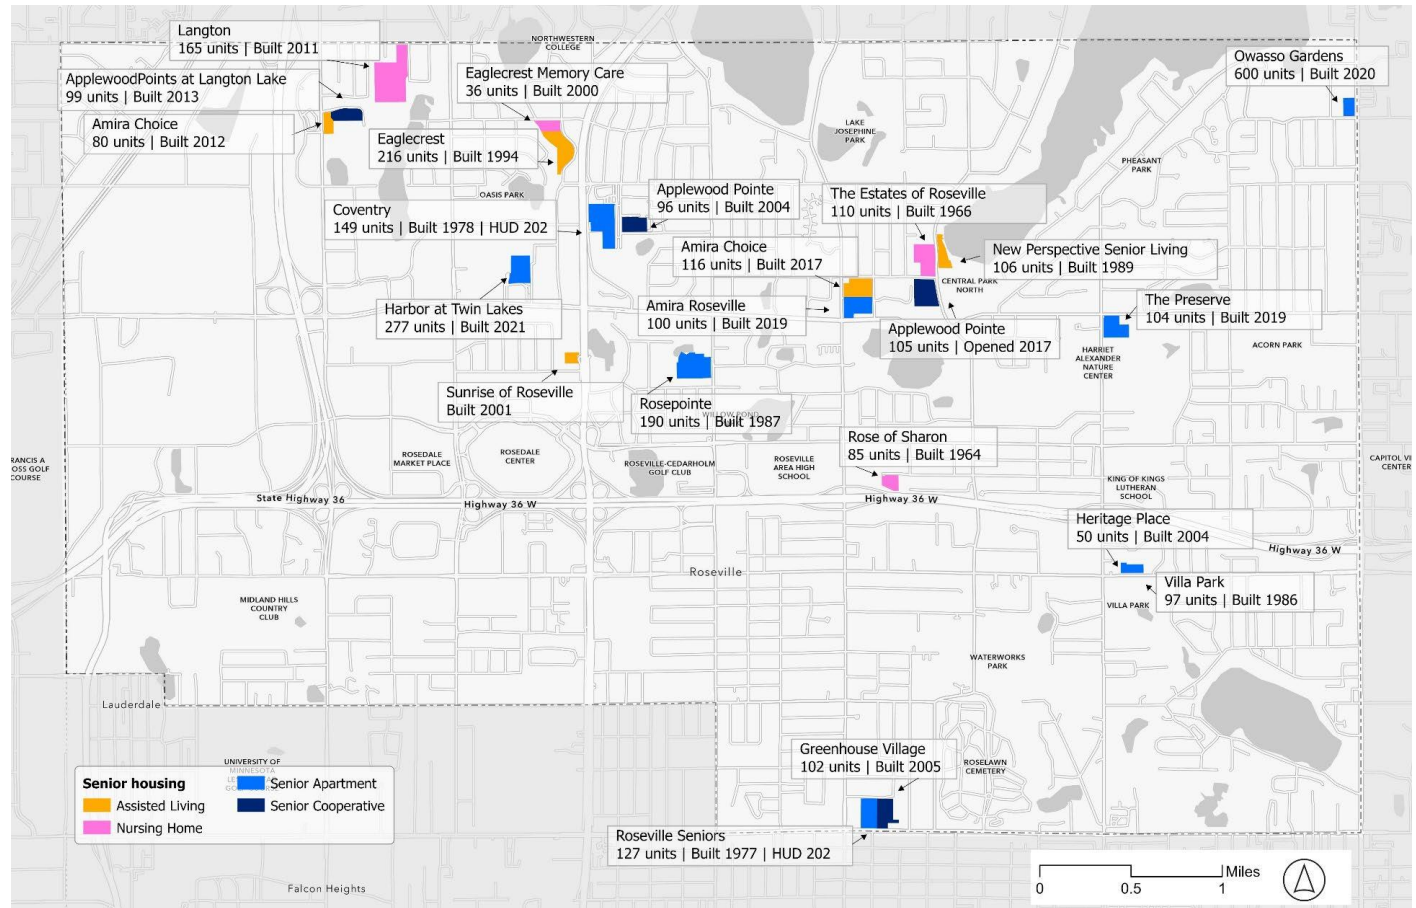 Langton
165 units | Built 2011
ApplewoodPoints at Langton Lake
99 units | Built 2013
Amira Choice
80 units | Built 2012
NORTHWESTERN
COLLEGE
Eaglecrest Memory Care
36 units | Built 2000
Eaglecrest
216 units | Built 1994
Owasso Gardens
600 units | Built 2020
LAKE
JOSEPHINE
PARK
PHEASANT
PARK
OASIS PARK
Coventry
149 units | Built 1978 | HUD 202
Applewood Pointe
96 units | Built 2004
The Estates of Roseville
110 units | Built 1966
Amira Choice
116 units | Built 2017
New Perspective Senior Living
106 units | Built 1989
CENTRAL PARK
NORTH
Harbor at Twin Lakes
277 units | Built 2021
Amira Roseville
100 units | Built 2019
Applewood Pointe
105 units | Opened 2017
The Preserve
104 units | Built 2019
HARRIET
ALEXANDER
NATURE
CENTER
ACORN PARK
Sunrise of Roseville
Built 2001
Rosepointe
190 units | Built 1987
WILLOW POND
Rose of Sharon
85 units | Built 1964
RANCIS A
OSS GOLF
COURSE
ROSEDALE
MARKET PLACE
ROSEDALE
CENTER
ROSEVILLE-CEDARHOLM
GOLF CLUB
ROSEVILLE
AREA HIGH
SCHOOL
CAPITOL VI
CENTER
KING OF KINGS
LUTHERAN
SCHOOL
State Highway 36
Highway 36 W
Highway 36 W
Highway 36 W
Heritage Place
50 units | Built 2004
Villa Park
97 units | Built 1986
VILLA PARK
Roseville
MIDLAND HILLS
COUNTRY
CLUB
WATERWORKS
PARK
Lauderdale
Greenhouse Village
102 units | Built 2005
ROSELAWN
CEMETERY
UNIVERSITY OF
MINNESOTA
Senior housing
Assisted Living
Nursing Home
Senior Apartment
Senior Cooperative
Roseville Seniors
127 units | Built 1977 | HUD 202
Falcon Heights
0 0.5 1 Miles